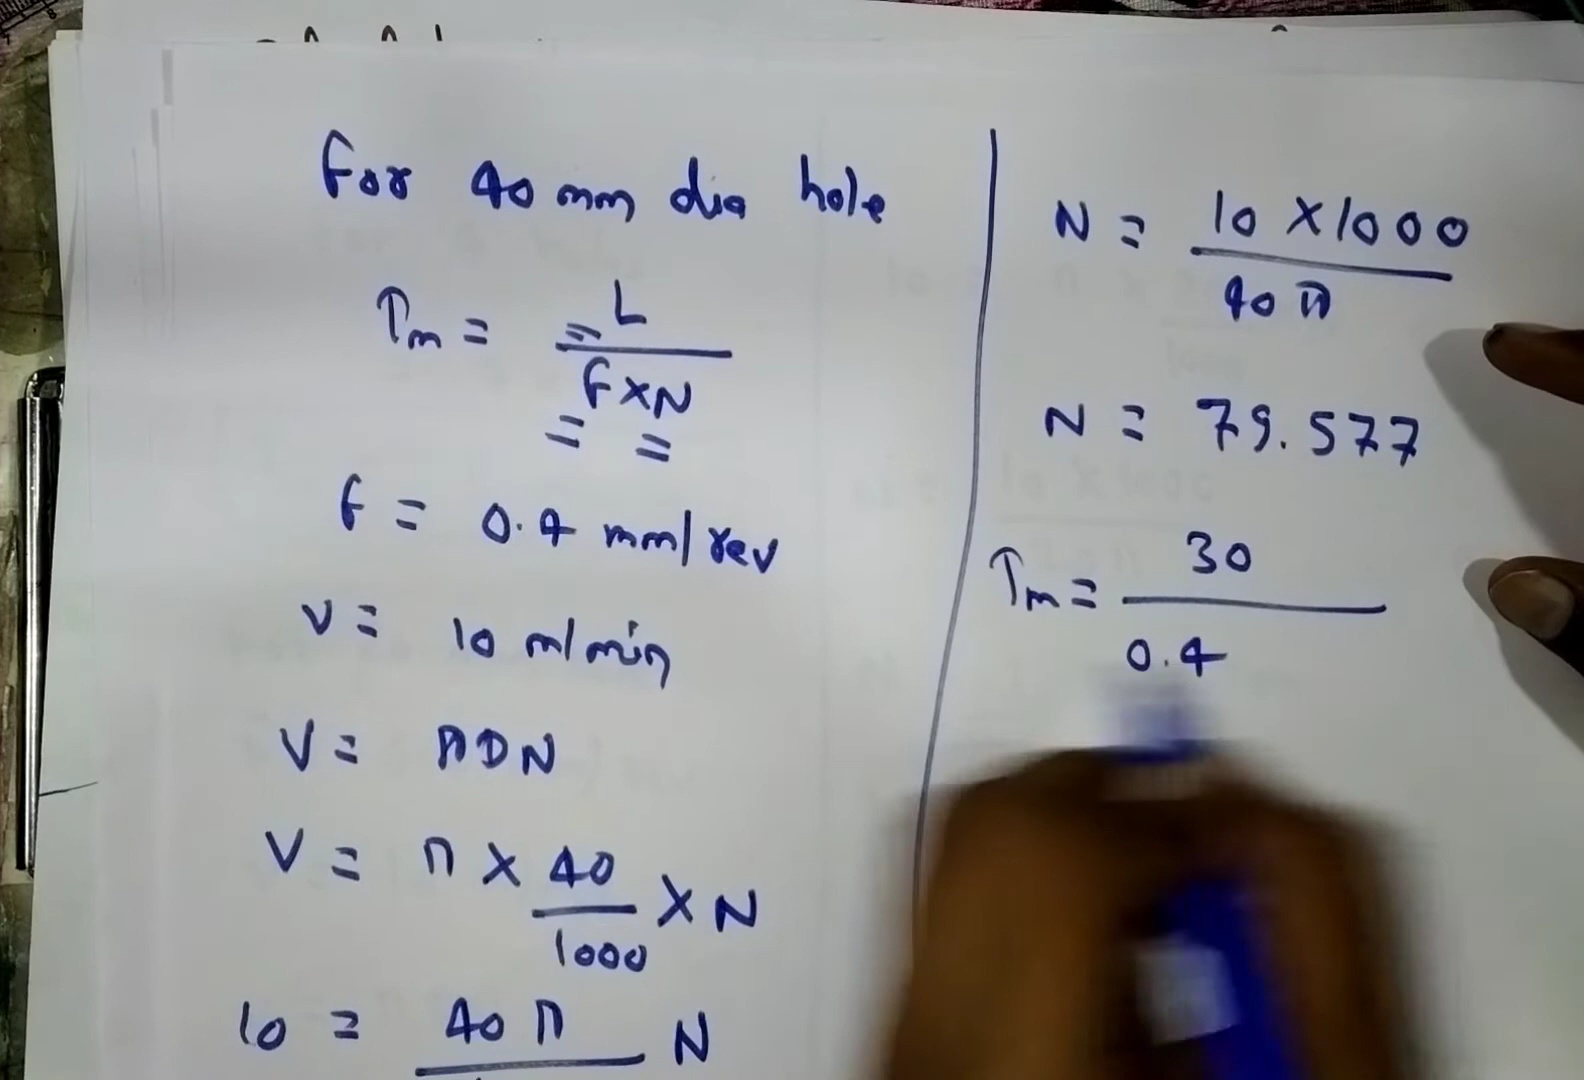 For 40 mm dia hole
Tm = L / f×N
f = 0.4 mm/rev
V = 10 m/min
V = πDN
V = π × 40/1000 × N
10 = 40π N
N = 10 × 1000 / 40π
N = 79.577
Tm = 30 / 0.4